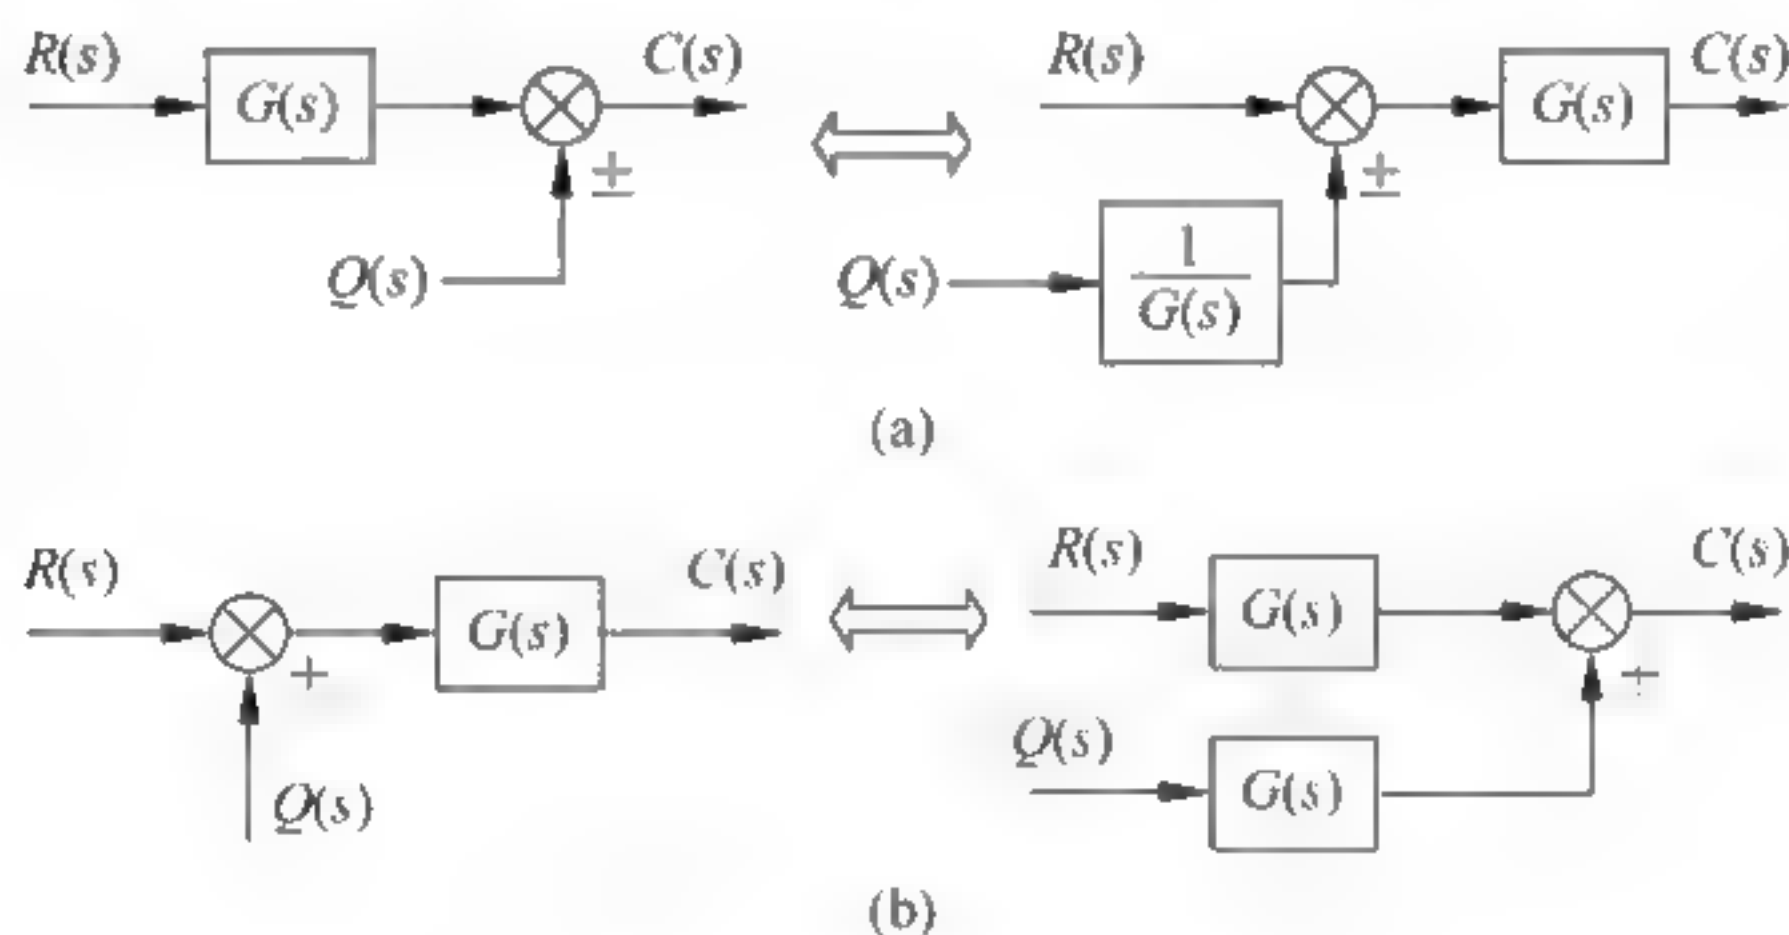 R(s) G(s) C(s) R(s) G(s) C(s)
± ±
Q(s) Q(s) 1
G(s)
(a)
R(s) G(s) C(s) R(s) G(s) C(s)
+ +
Q(s) Q(s) G(s)
(b)